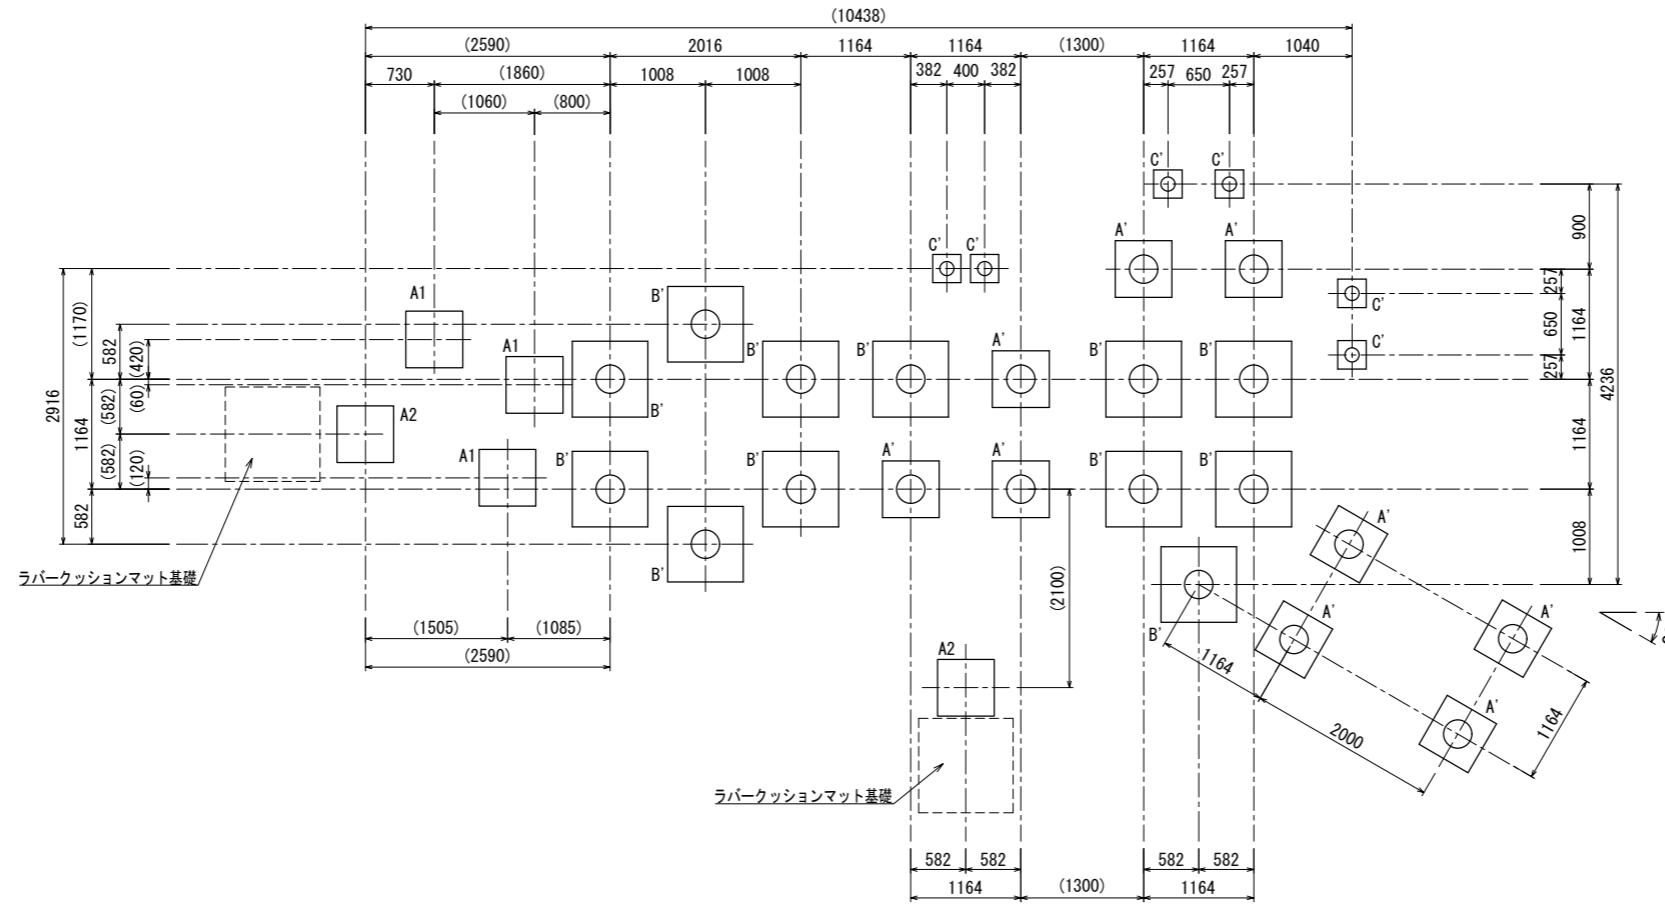 (10438)
(2590) 2016 1164 1164 (1300) 1164 1040
730 (1860) 1008 1008 382 400 382 257 650 257
(1060) (800)
C' C'
A' A'
C' C'
900
A1 B'
(1170) 582 (420)
257 650 257 1164
C'
A1 B' B' A' B' B' C'
B'
2916 1164 (582) (60)
4236
A2
(582) (120)
1164
A1 B' B' A' A' B' B'
582
1008
A'
B'
ラバークッションマット基礎
(2100)
(1505) (1085)
(2590)
A' A'
B'
A2
1164
A'
2000 1164
ラバークッションマット基礎
582 582 582 582
1164 (1300) 1164